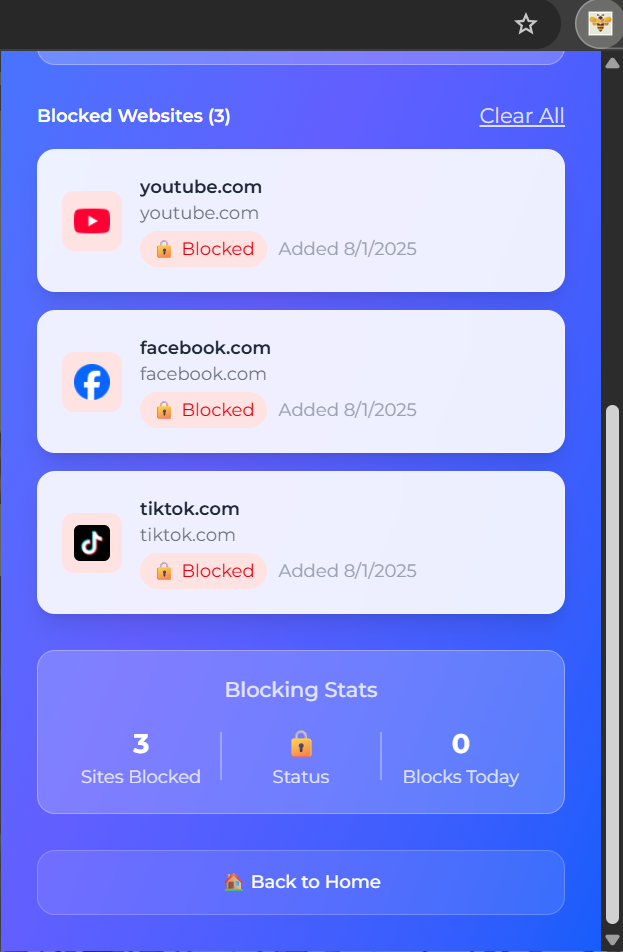 Blocked Websites (3)
Clear All
youtube.com
youtube.com
🔒 Blocked Added 8/1/2025
facebook.com
facebook.com
🔒 Blocked Added 8/1/2025
tiktok.com
tiktok.com
🔒 Blocked Added 8/1/2025
Blocking Stats
3 🔒 0
Sites Blocked Status Blocks Today
🏠 Back to Home